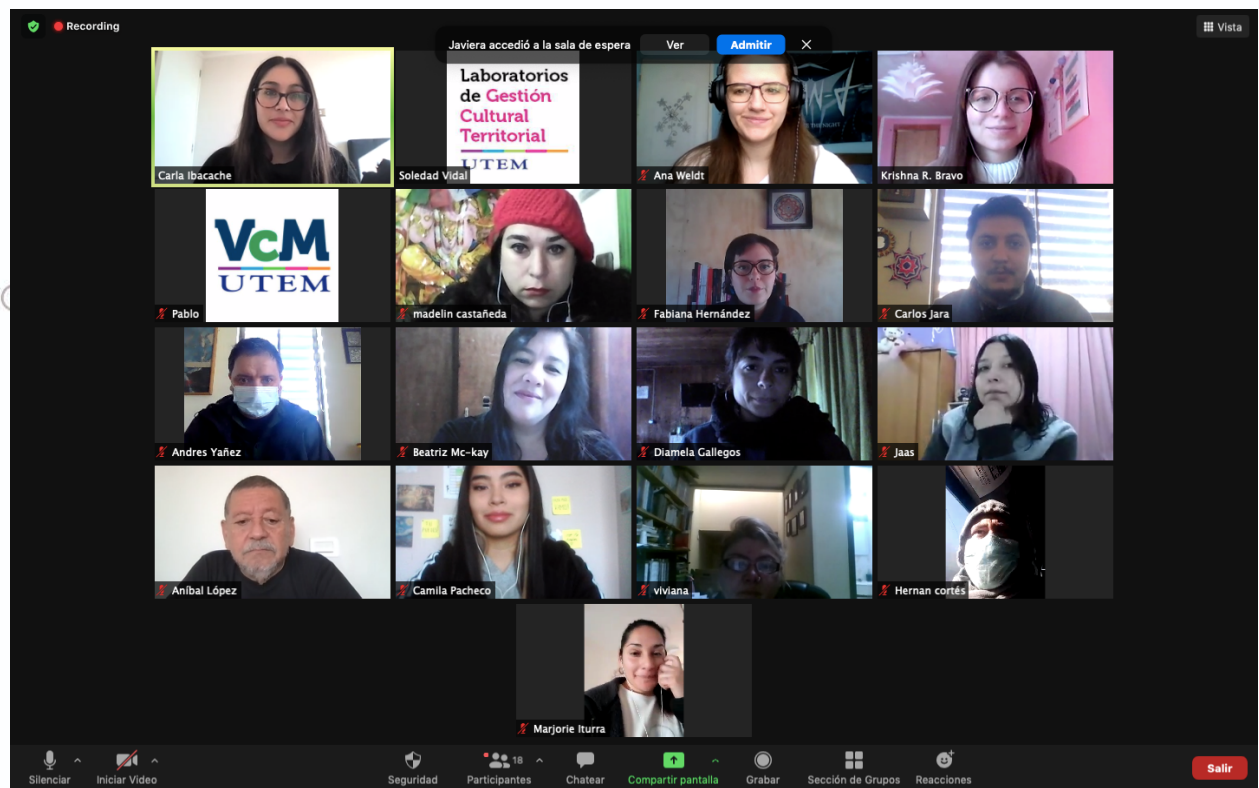 Recording
Vista
Javiera accedió a la sala de espera
Ver
Admitir
Laboratorios
de Gestión
Cultural
Territorial
UTEM
Carla Ibacache
Soledad Vidal
Ana Weldt
Krishna R. Bravo
VcM
UTEM
Pablo
madelin castañeda
Fabiana Hernández
Carlos Jara
Andres Yañez
Beatriz Mc-kay
Diamela Gallegos
Jaas
Aníbal López
Camila Pacheco
viviana
Hernan cortés
Marjorie Iturra
Silenciar
Iniciar Video
Seguridad
18
Participantes
Chatear
Compartir pantalla
Grabar
Sección de Grupos
Reacciones
Salir